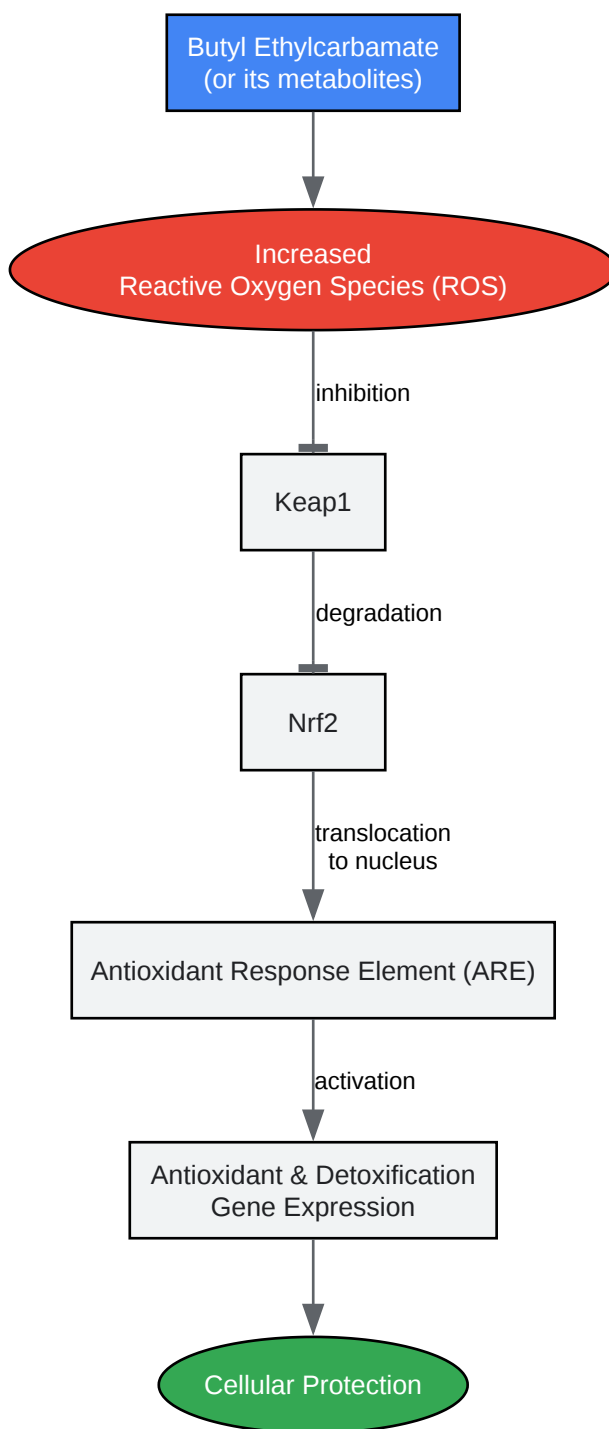 Butyl Ethylcarbamate
(or its metabolites)
Increased
Reactive Oxygen Species (ROS)
inhibition
Keap1
degradation
Nrf2
translocation
to nucleus
Antioxidant Response Element (ARE)
activation
Antioxidant & Detoxification
Gene Expression
Cellular Protection